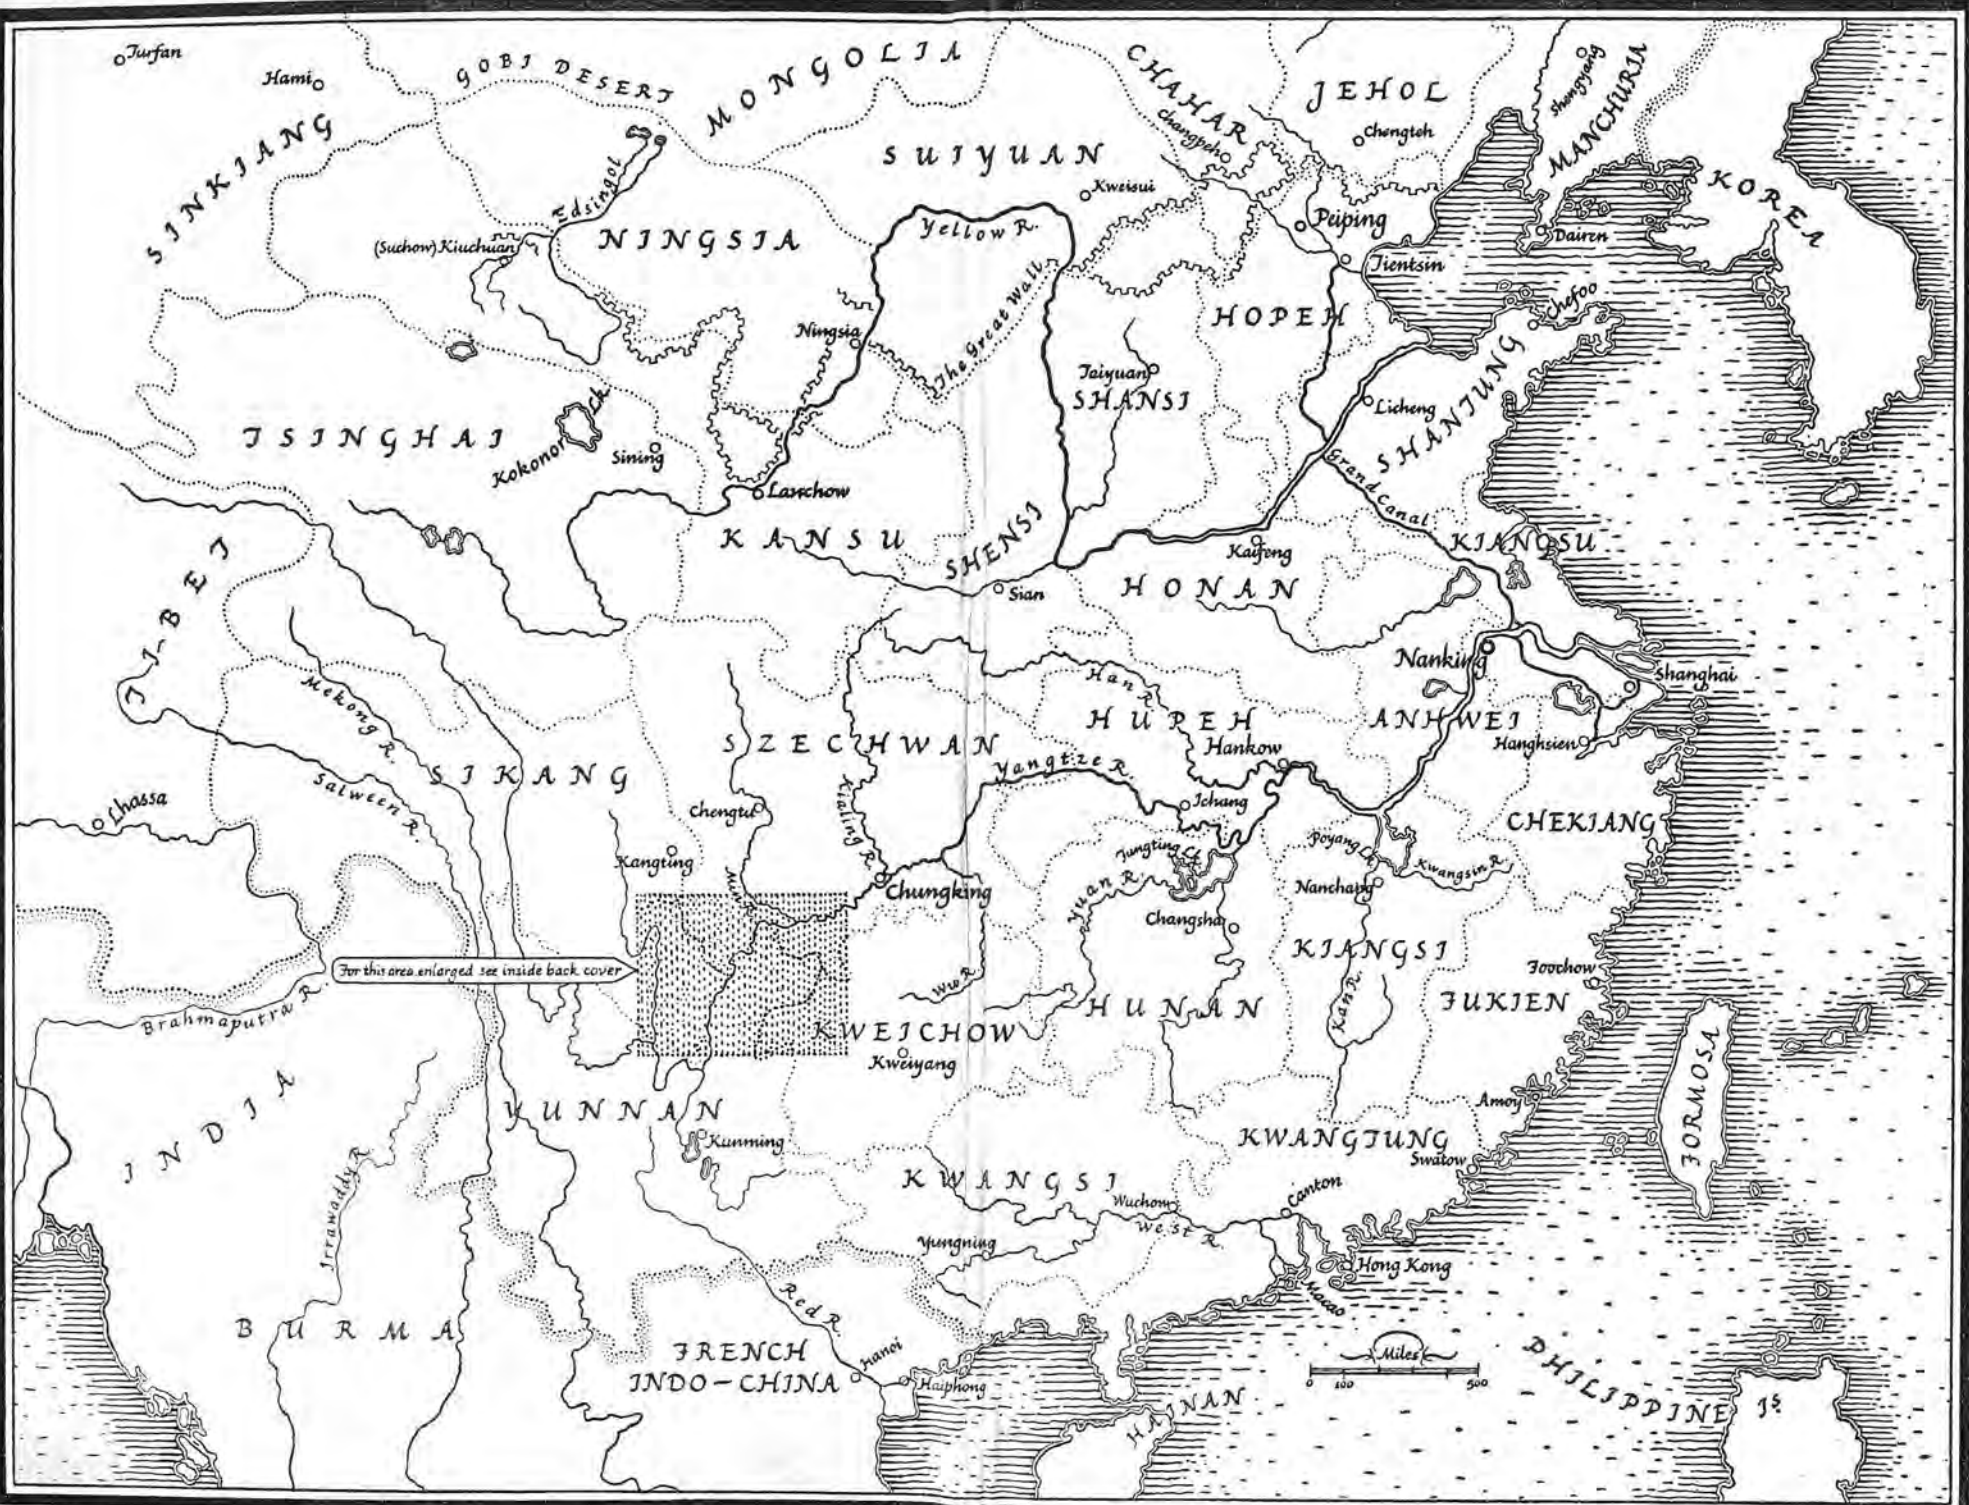 Turfan
Hami
GOBI DESERT
MONGOLIA
CHAHAR
Changpeh
JEHOL
Chengteh
Shengyang
MANCHURIA
KOREA
SINKIANG
SUIYUAN
Kweisui
Edsingol
(Suchow) Kiuchuan
NINGSIA
Yellow R.
Peiping
Tientsin
Dairen
Chefoo
HOPEH
The Great Wall
Ningsia
Taiyuan
SHANSI
Licheng
SHANTUNG
TSINGHAI
Kokonor Lk.
Sining
Lanchow
Grand Canal
KANSU
SHENSI
Kaifeng
KIANGSU
TI-BET
Sian
HONAN
Nanking
Shanghai
Mekong R.
Han R.
HUPEH
ANHWEI
Hankow
Hanghsien
SZECHWAN
Yangtze R.
SIKANG
Salween R.
Lhassa
Chengtu
Kialing R.
Ichang
CHEKIANG
Kangting
Min
Tungting Lk.
Poyang Lk.
Kwangsin R.
Chungking
Yuan R.
Nanchang
Changsha
KIANGSI
For this area enlarged see inside back cover
Wu R.
Foochow
Brahmaputra R.
HUNAN
Kan R.
FUKIEN
KWEICHOW
Kweiyang
FORMOSA
INDIA
YUNNAN
Amoy
Kunming
KWANGTUNG
Swatow
Irrawaddy R.
KWANGSI
Wuchow
West R.
Canton
Yungning
Hong Kong
Macao
Red R.
BURMA
FRENCH
INDO-CHINA
Hanoi
Haiphong
Miles
0 100 500
HAINAN
PHILIPPINE Is.